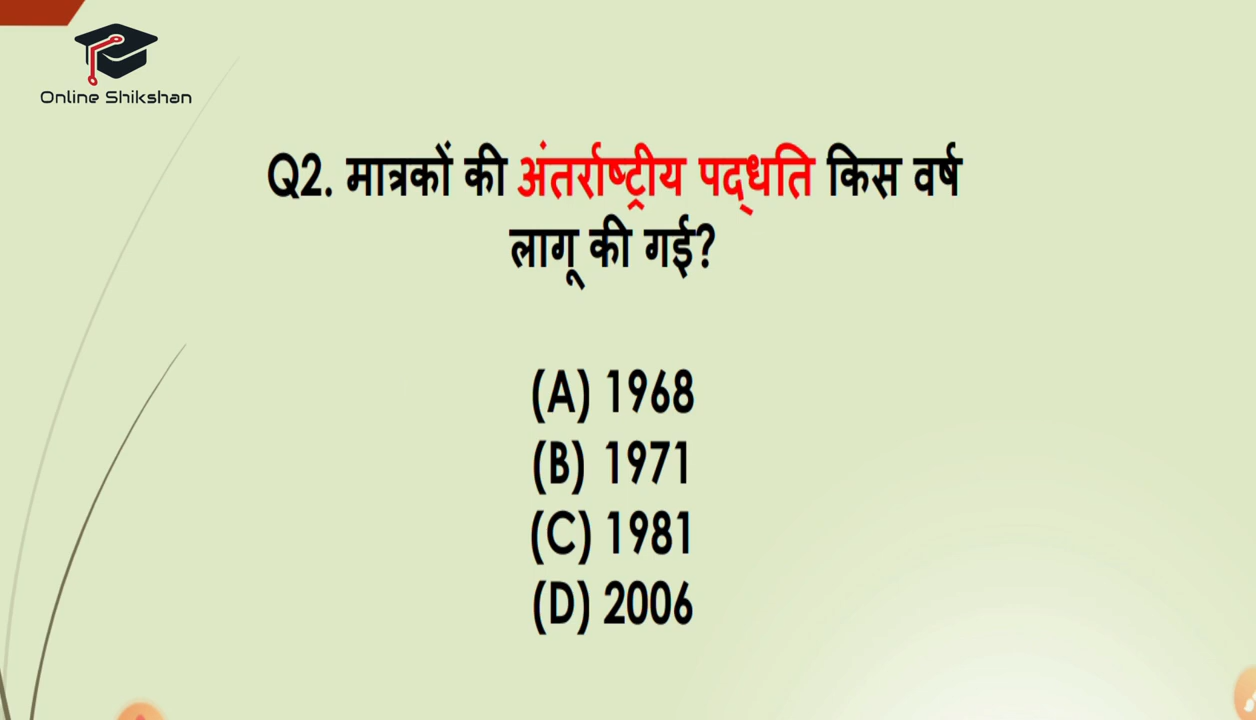 Online Shikshan
Q2. मात्रकों की अंतर्राष्ट्रीय पद्धति किस वर्ष
लागू की गई?
(A) 1968
(B) 1971
(C) 1981
(D) 2006